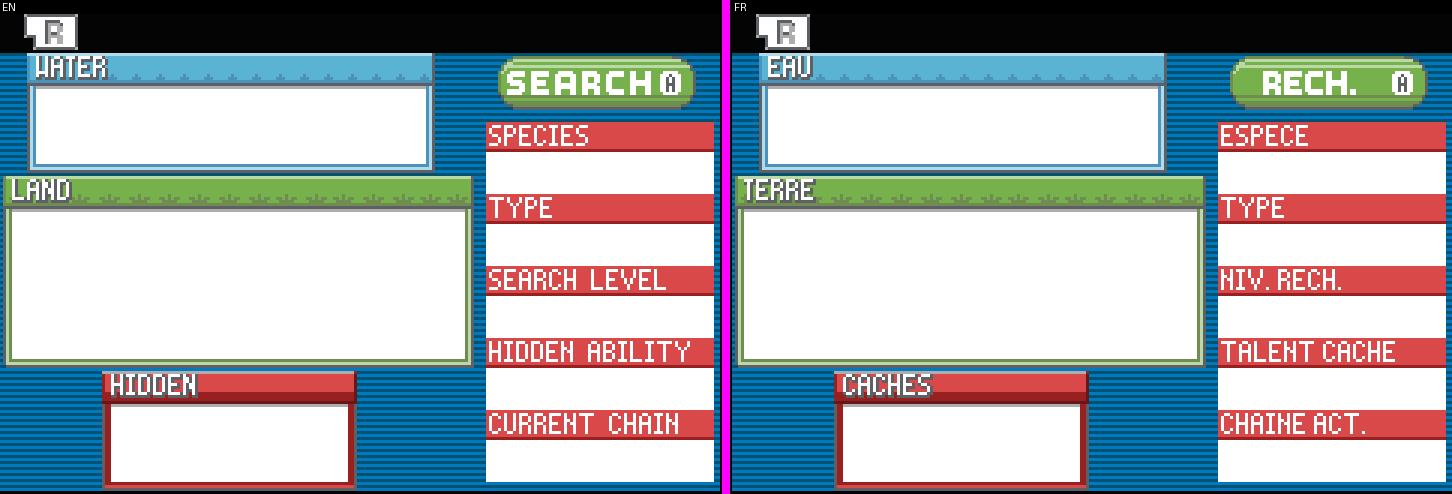 EN
R
WATER
SEARCH A
SPECIES
LAND
TYPE
SEARCH LEVEL
HIDDEN ABILITY
HIDDEN
CURRENT CHAIN
FR
R
EAU
RECH. A
ESPECE
TERRE
TYPE
NIV. RECH.
TALENT CACHE
CACHES
CHAINE ACT.